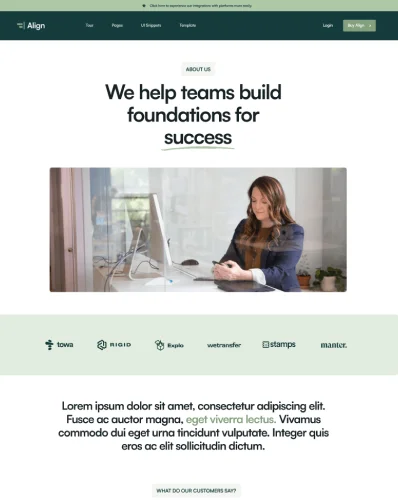 Click here to experience our integrations with platforms more easily.
Align
Tour
Pages
UI Snippets
Template
Login
Buy Align
ABOUT US
We help teams build
foundations for
success
towa
RIGID
Explo
wetransfer
stamps
manter.
Lorem ipsum dolor sit amet, consectetur adipiscing elit.
Fusce ac auctor magna, eget viverra lectus. Vivamus
commodo dui eget urna tincidunt vulputate. Integer quis
eros ac elit sollicitudin dictum.
WHAT DO OUR CUSTOMERS SAY?